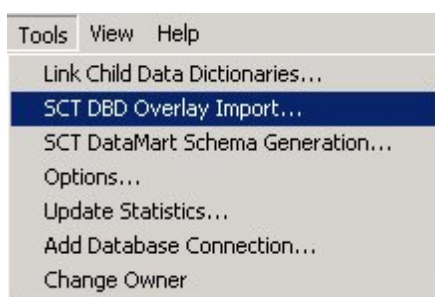 Tools View Help
Link Child Data Dictionaries...
SCT DBD Overlay Import...
SCT DataMart Schema Generation...
Options...
Update Statistics...
Add Database Connection...
Change Owner